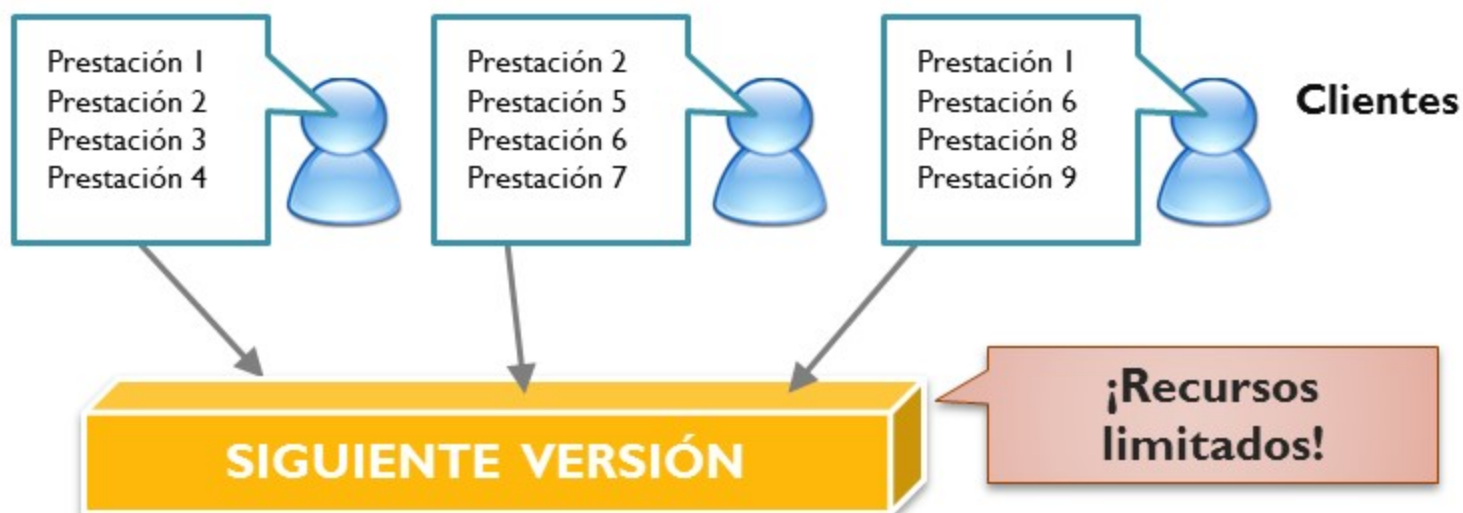 Prestación 1
Prestación 2
Prestación 3
Prestación 4
Prestación 2
Prestación 5
Prestación 6
Prestación 7
Prestación 1
Prestación 6
Prestación 8
Prestación 9
Clientes
¡Recursos
limitados!
SIGUIENTE VERSIÓN